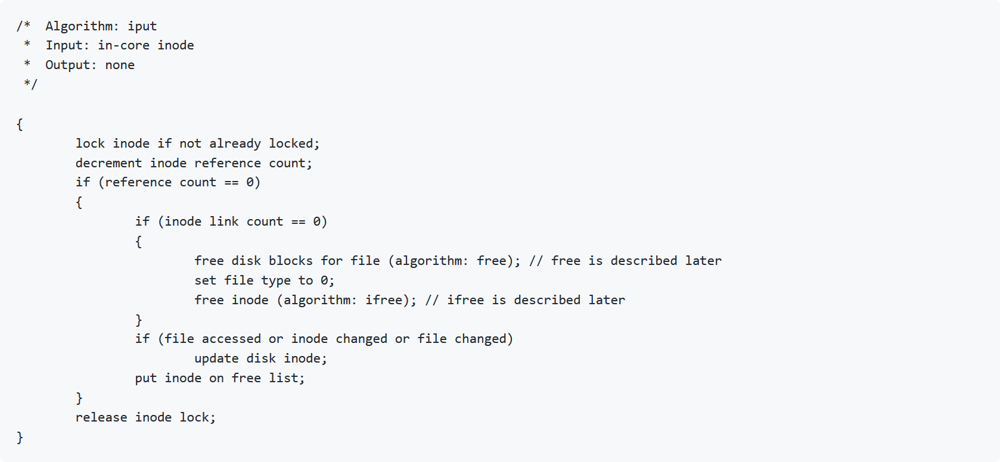 /*  Algorithm: iput
 *  Input: in-core inode
 *  Output: none
 */

{
        lock inode if not already locked;
        decrement inode reference count;
        if (reference count == 0)
        {
                if (inode link count == 0)
                {
                        free disk blocks for file (algorithm: free); // free is described later
                        set file type to 0;
                        free inode (algorithm: ifree); // ifree is described later
                }
                if (file accessed or inode changed or file changed)
                        update disk inode;
                put inode on free list;
        }
        release inode lock;
}